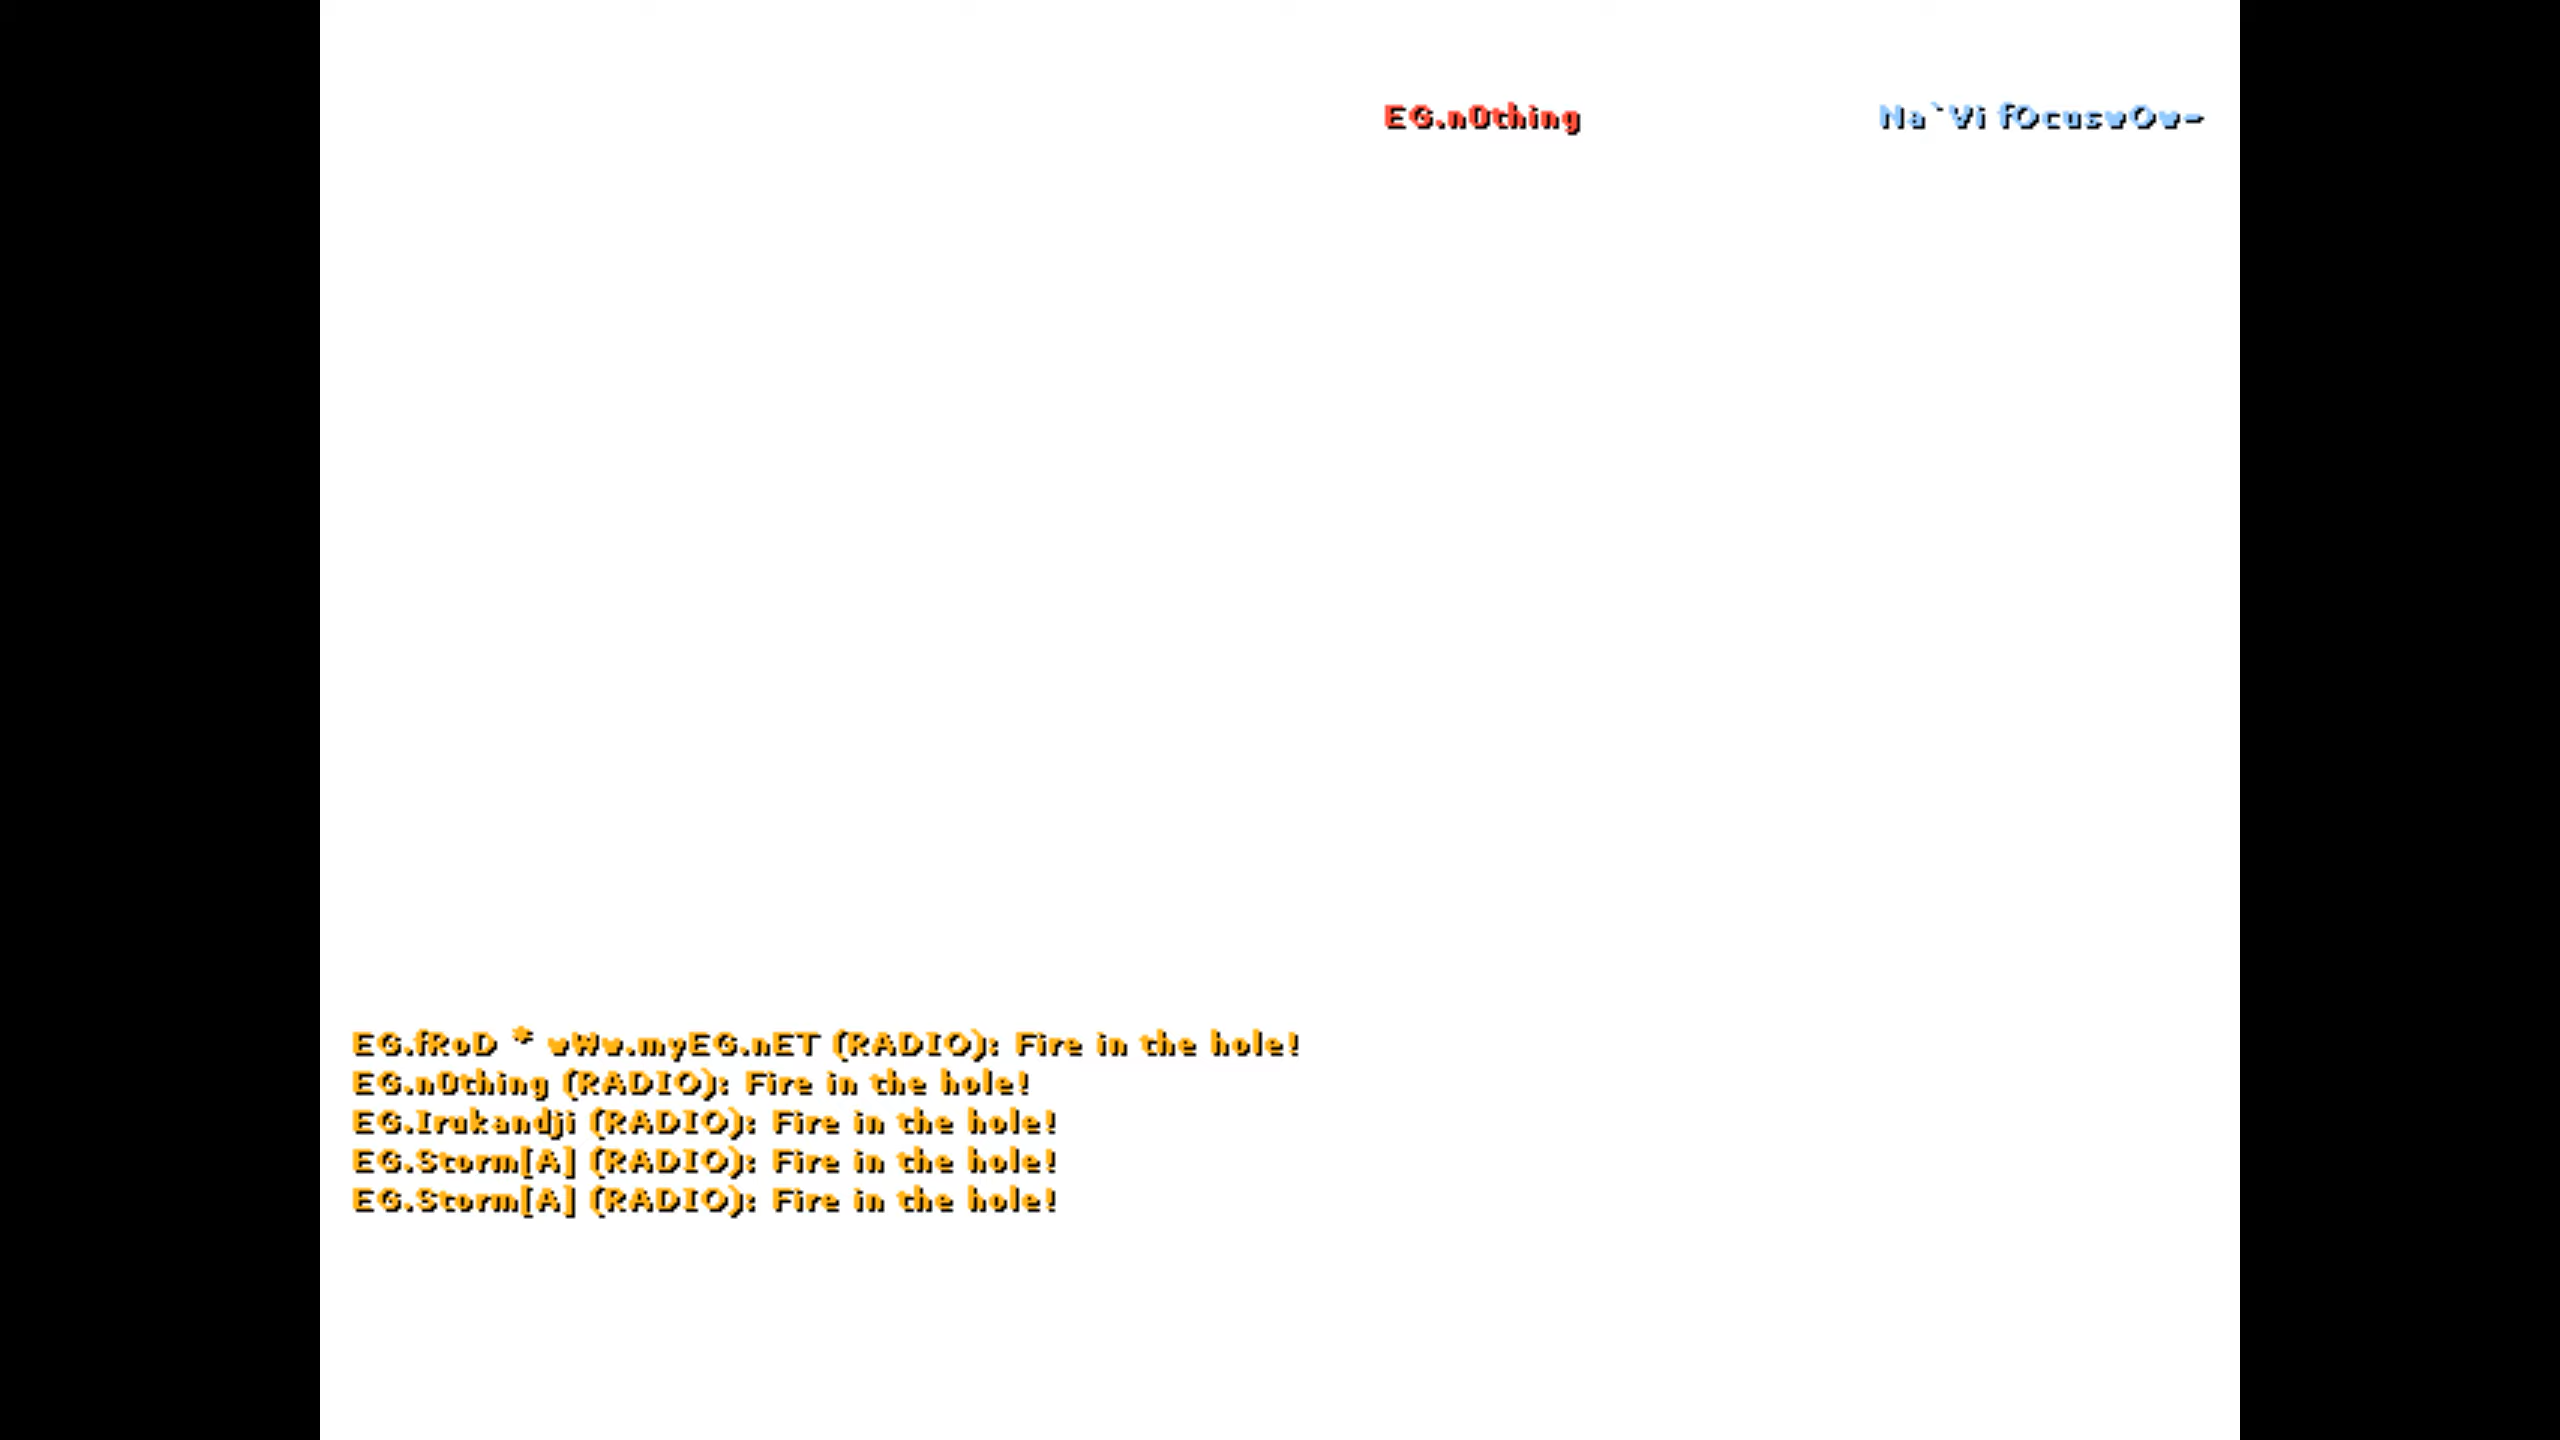 EG.n0thing Na`Vi fOcuswOw-
EG.fRoD * wWw.myEG.nET (RADIO): Fire in the hole!
EG.n0thing (RADIO): Fire in the hole!
EG.Irukandji (RADIO): Fire in the hole!
EG.Storm[A] (RADIO): Fire in the hole!
EG.Storm[A] (RADIO): Fire in the hole!